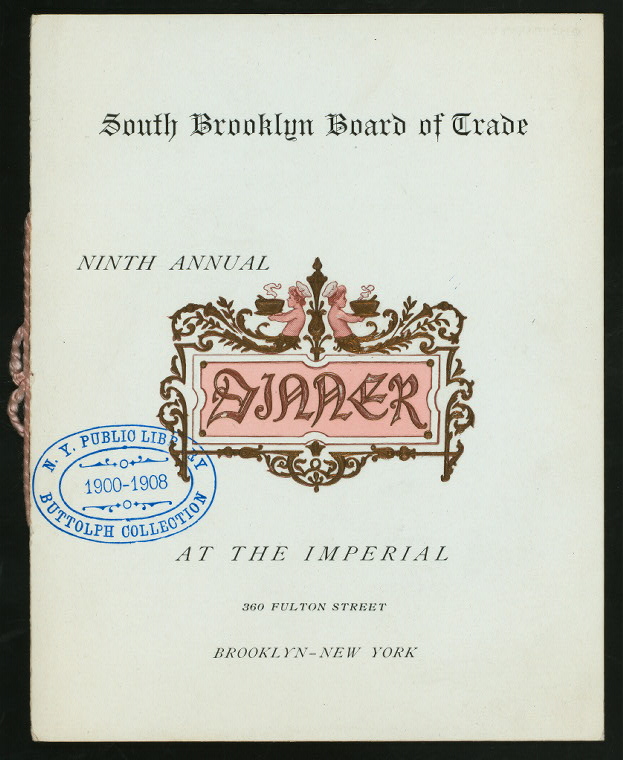 South Brooklyn Board of Trade
NINTH ANNUAL
DINNER
N. Y. PUBLIC LIBRARY
1900-1908
BUTTOLPH COLLECTION
AT THE IMPERIAL
360 FULTON STREET
BROOKLYN-NEW YORK